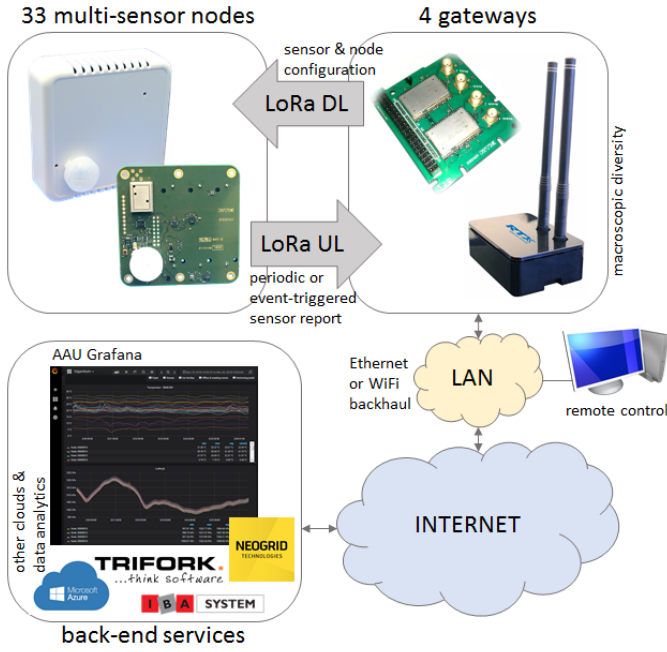 33 multi-sensor nodes
4 gateways
sensor & node
configuration
LoRa DL
LoRa UL
periodic or
event-triggered
sensor report
macroscopic diversity
RTX
Ethernet
or WiFi
backhaul
LAN
remote control
INTERNET
AAU Grafana
other clouds &
data analytics
NEOGRID
TECHNOLOGIES
TRIFORK.
...think software
Microsoft
Azure
IBA SYSTEM
back-end services